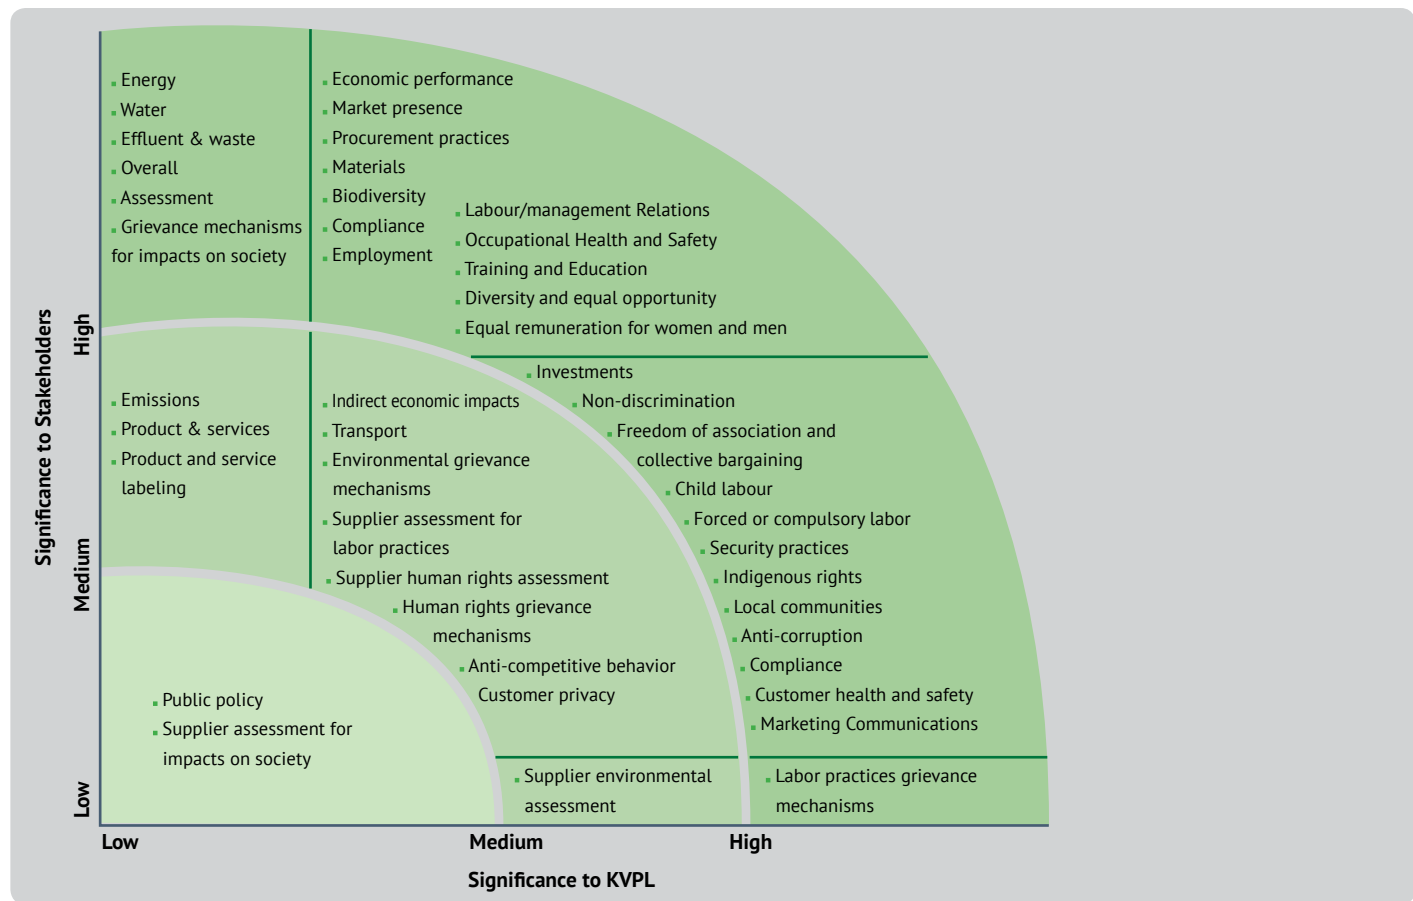 Energy
Water
Effluent & waste
Overall
Assessment
Grievance mechanisms
for impacts on society
Economic performance
Market presence
Procurement practices
Materials
Biodiversity
Compliance
Employment
Labour/management Relations
Occupational Health and Safety
Training and Education
Diversity and equal opportunity
Equal remuneration for women and men
Emissions
Product & services
Product and service
labeling
Indirect economic impacts
Transport
Environmental grievance
mechanisms
Supplier assessment for
labor practices
Supplier human rights assessment
Human rights grievance
mechanisms
Anti-competitive behavior
Customer privacy
Investments
Non-discrimination
Freedom of association and
collective bargaining
Child labour
Forced or compulsory labor
Security practices
Indigenous rights
Local communities
Anti-corruption
Compliance
Customer health and safety
Marketing Communications
Public policy
Supplier assessment for
impacts on society
Supplier environmental
assessment
Labor practices grievance
mechanisms
Significance to Stakeholders
High
Medium
Low
Low
Medium
High
Significance to KVPL